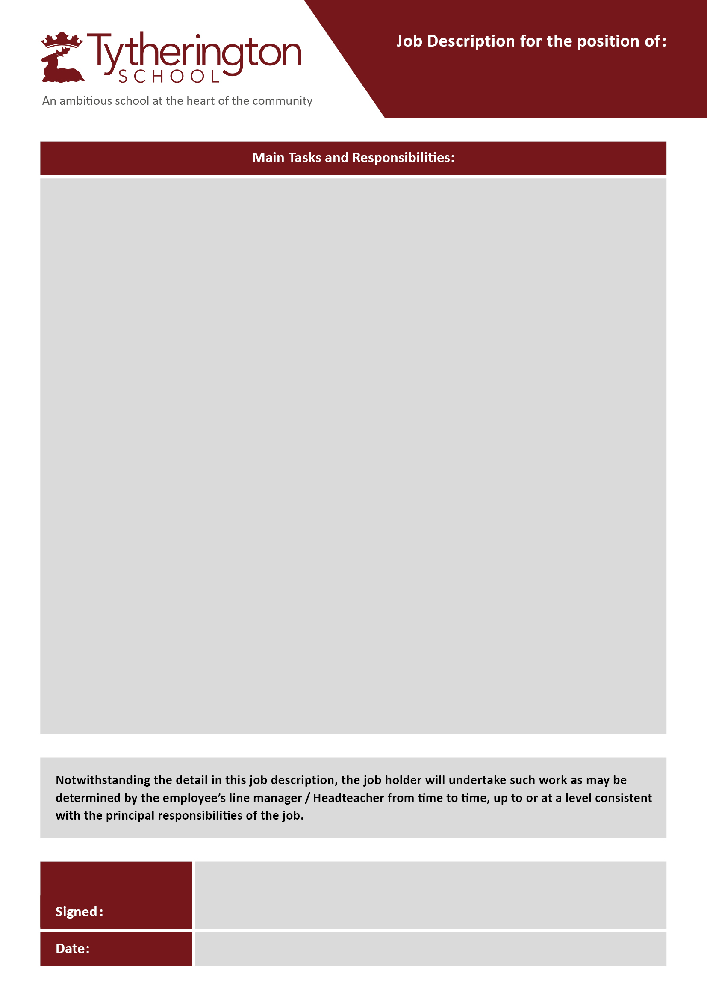 Tytherington
SCHOOL
An ambitious school at the heart of the community
Job Description for the position of:
Main Tasks and Responsibilities:
Notwithstanding the detail in this job description, the job holder will undertake such work as may be
determined by the employee’s line manager / Headteacher from time to time, up to or at a level consistent
with the principal responsibilities of the job.
Signed:
Date: